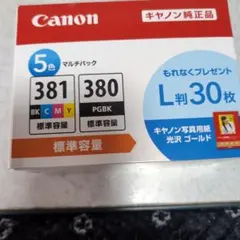 Canon
キヤノン純正品
5色 マルチパック
381 380
BK C M Y PGBK
標準容量 標準容量
標準容量
もれなくプレゼント
L判30枚
キヤノン写真用紙
光沢 ゴールド